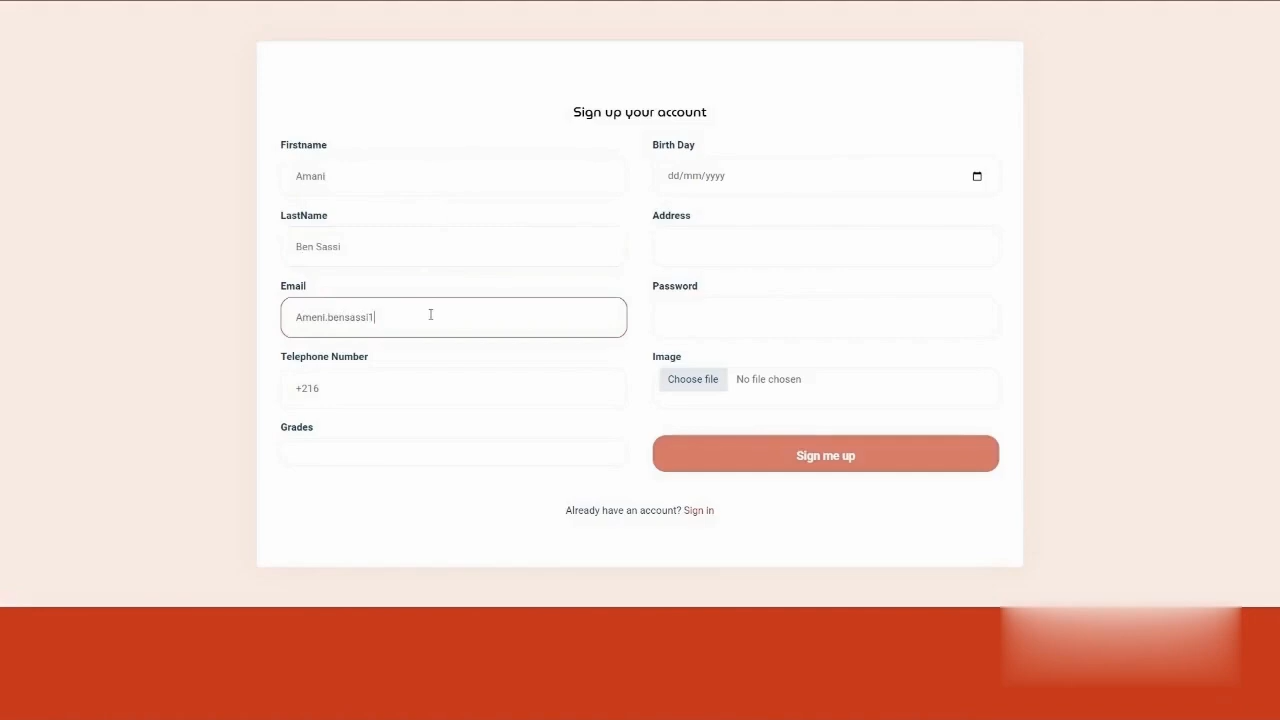 Sign up your account
Firstname
Amani
LastName
Ben Sassi
Email
Ameni.bensassi1
Telephone Number
+216
Grades
Birth Day
dd/mm/yyyy
Address
Password
Image
Choose file No file chosen
Sign me up
Already have an account? Sign in